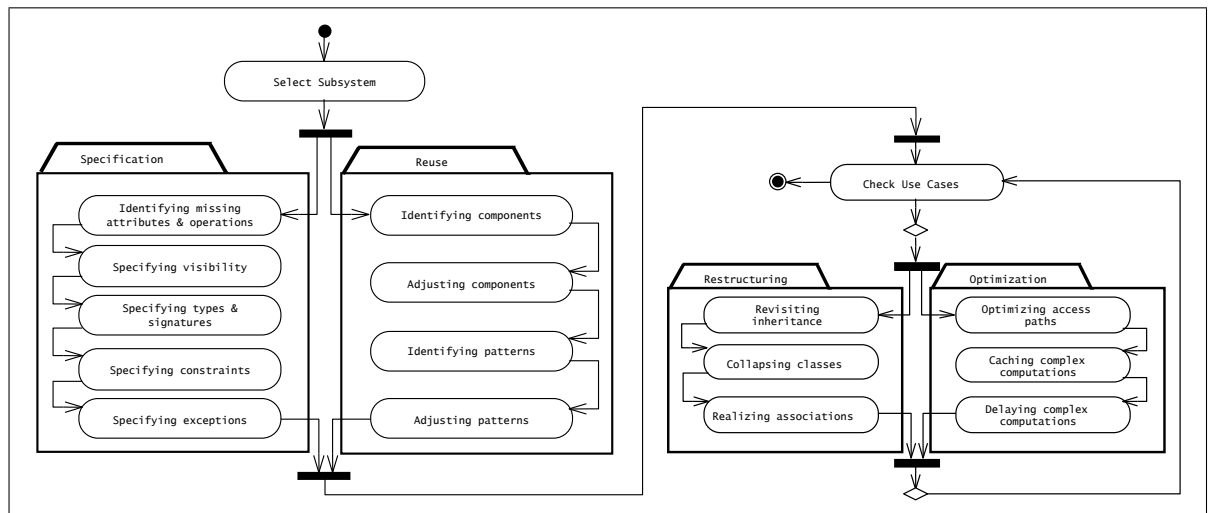 Select Subsystem
Specification
Identifying missing
attributes & operations
Specifying visibility
Specifying types &
signatures
Specifying constraints
Specifying exceptions
Reuse
Identifying components
Adjusting components
Identifying patterns
Adjusting patterns
Check Use Cases
Restructuring
Revisiting
inheritance
Collapsing classes
Realizing associations
Optimization
Optimizing access
paths
Caching complex
computations
Delaying complex
computations